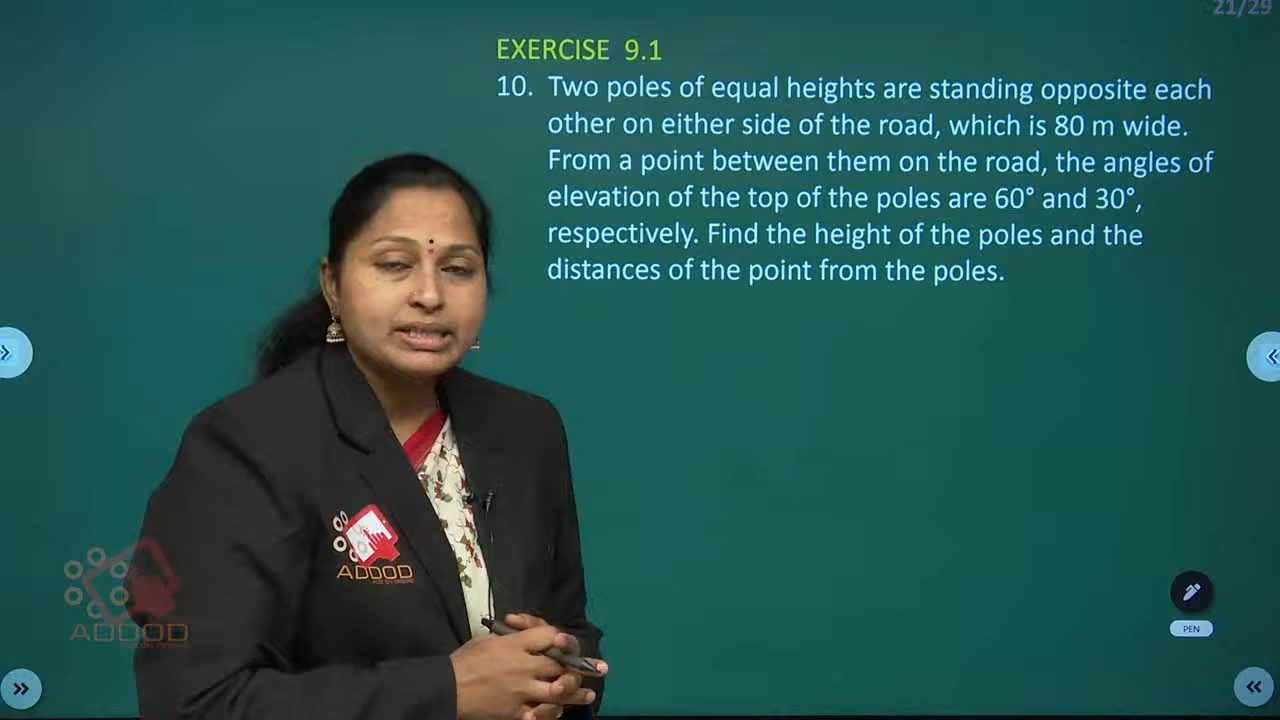 21/29
EXERCISE 9.1
10. Two poles of equal heights are standing opposite each
other on either side of the road, which is 80 m wide.
From a point between them on the road, the angles of
elevation of the top of the poles are 60° and 30°,
respectively. Find the height of the poles and the
distances of the point from the poles.
ADDOD
ADDOD
PEN